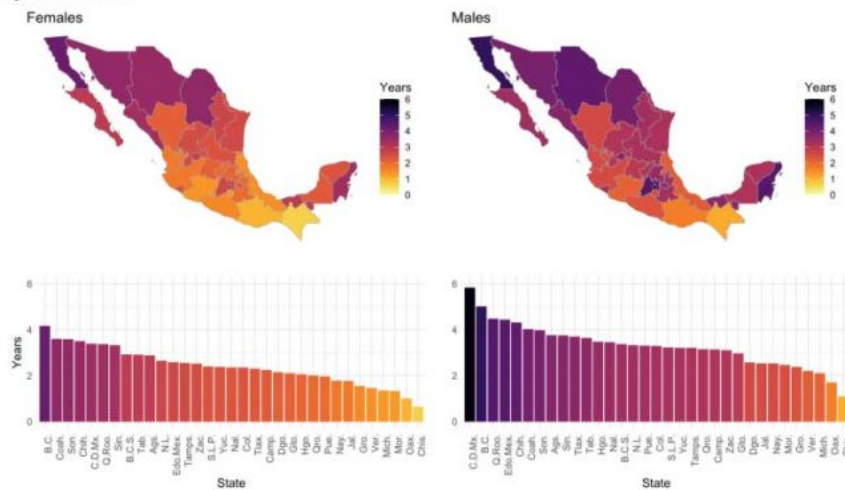 Females
Males
Years
6
5
4
3
2
1
0
Years
6
5
4
3
2
1
0
6
4
2
0
Years
B.C.
Coah.
Son.
Chih.
C.D.Mx.
Q.Roo.
Sin.
B.C.S.
Tab.
Ags.
N.L.
Edo.Mex.
Tamps.
Zac.
S.L.P.
Yuc.
Nal.
Col.
Tlax.
Camp.
Dgo.
Gto.
Hgo.
Qro.
Pue.
Nay.
Jal.
Gro.
Ver.
Mich.
Mor.
Oax.
Chis.
State
6
4
2
0
C.D.Mx.
B.C.
Q.Roo.
Edo.Mex.
Chih.
Coah.
Son.
Ags.
Sin.
Tlax.
Tab.
Hgo.
Nal.
B.C.S.
N.L.
Pue.
Col.
S.L.P.
Yuc.
Tamps.
Qro.
Camp.
Zac.
Gto.
Dgo.
Jal.
Nay.
Mor.
Gro.
Ver.
Mich.
Oax.
State